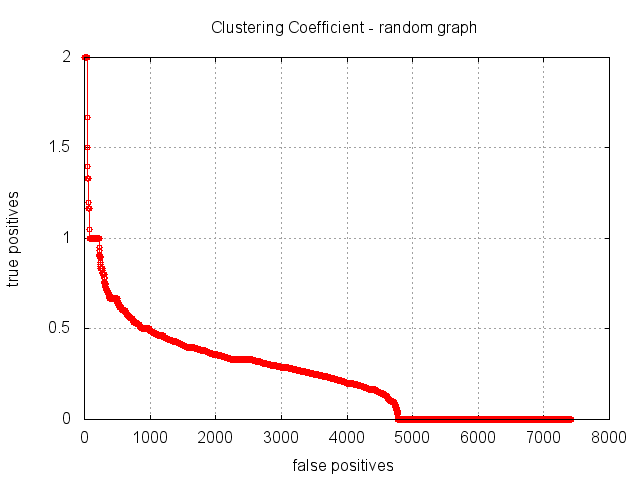 Clustering Coefficient - random graph
2
1.5
1
0.5
0
true positives
0 1000 2000 3000 4000 5000 6000 7000 8000
false positives